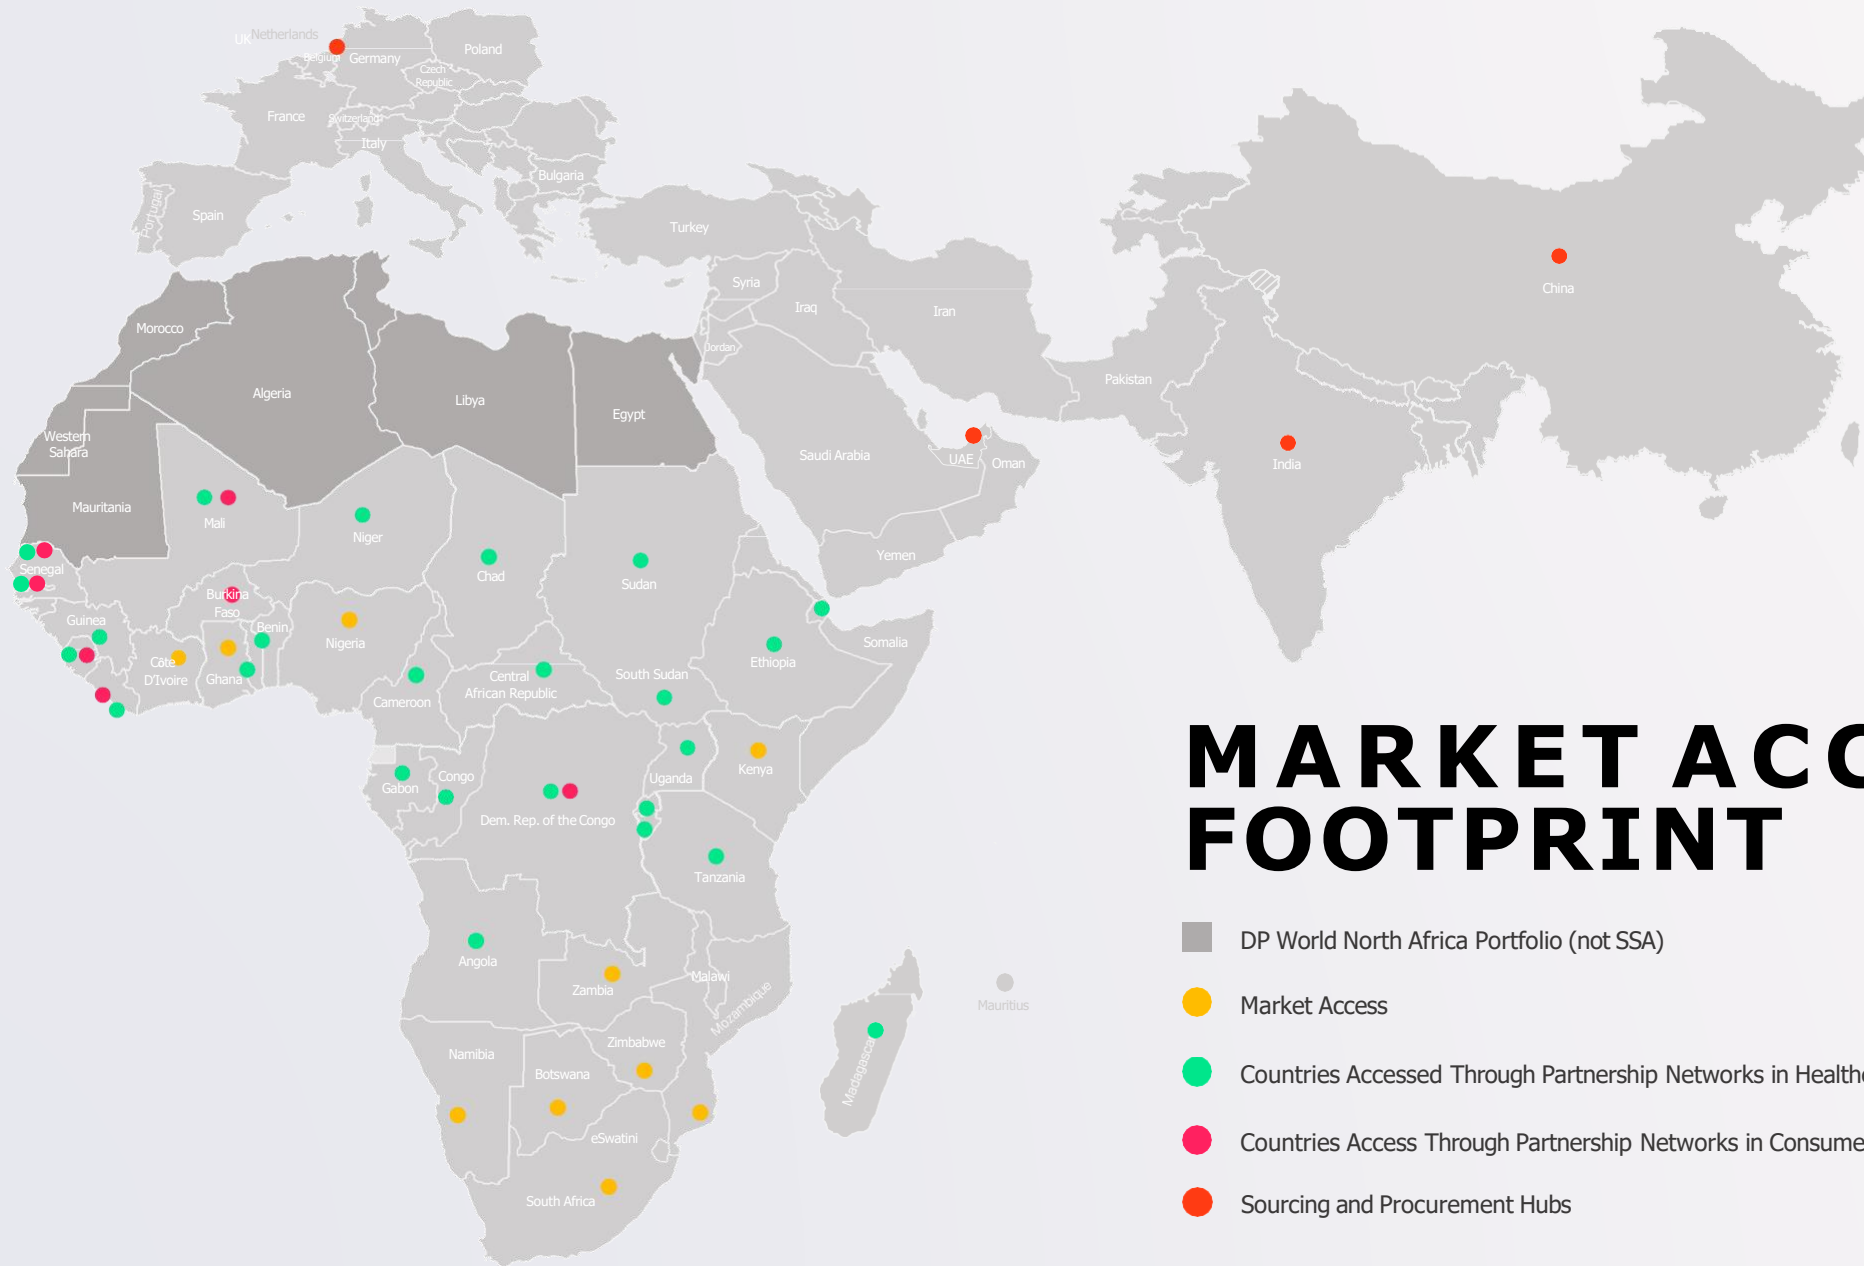 UK
Netherlands
Belgium
Germany
Poland
Czech
Republic
France
Switzerland
Italy
Bulgaria
Portugal
Spain
Turkey
Syria
Iraq
Iran
Jordan
China
Pakistan
India
Morocco
Algeria
Libya
Egypt
Western
Sahara
Mauritania
Saudi Arabia
UAE
Oman
Yemen
Mali
Niger
Chad
Sudan
Senegal
Burkina
Faso
Guinea
Benin
Nigeria
Côte
D'Ivoire
Ghana
Cameroon
Central
African Republic
South Sudan
Ethiopia
Somalia
Gabon
Congo
Uganda
Kenya
Dem. Rep. of the Congo
Tanzania
Angola
Zambia
Malawi
Mozambique
Mauritius
Madagascar
Namibia
Zimbabwe
Botswana
eSwatini
South Africa
MARKET ACC
FOOTPRINT
DP World North Africa Portfolio (not SSA)
Market Access
Countries Accessed Through Partnership Networks in Healthc
Countries Access Through Partnership Networks in Consume
Sourcing and Procurement Hubs